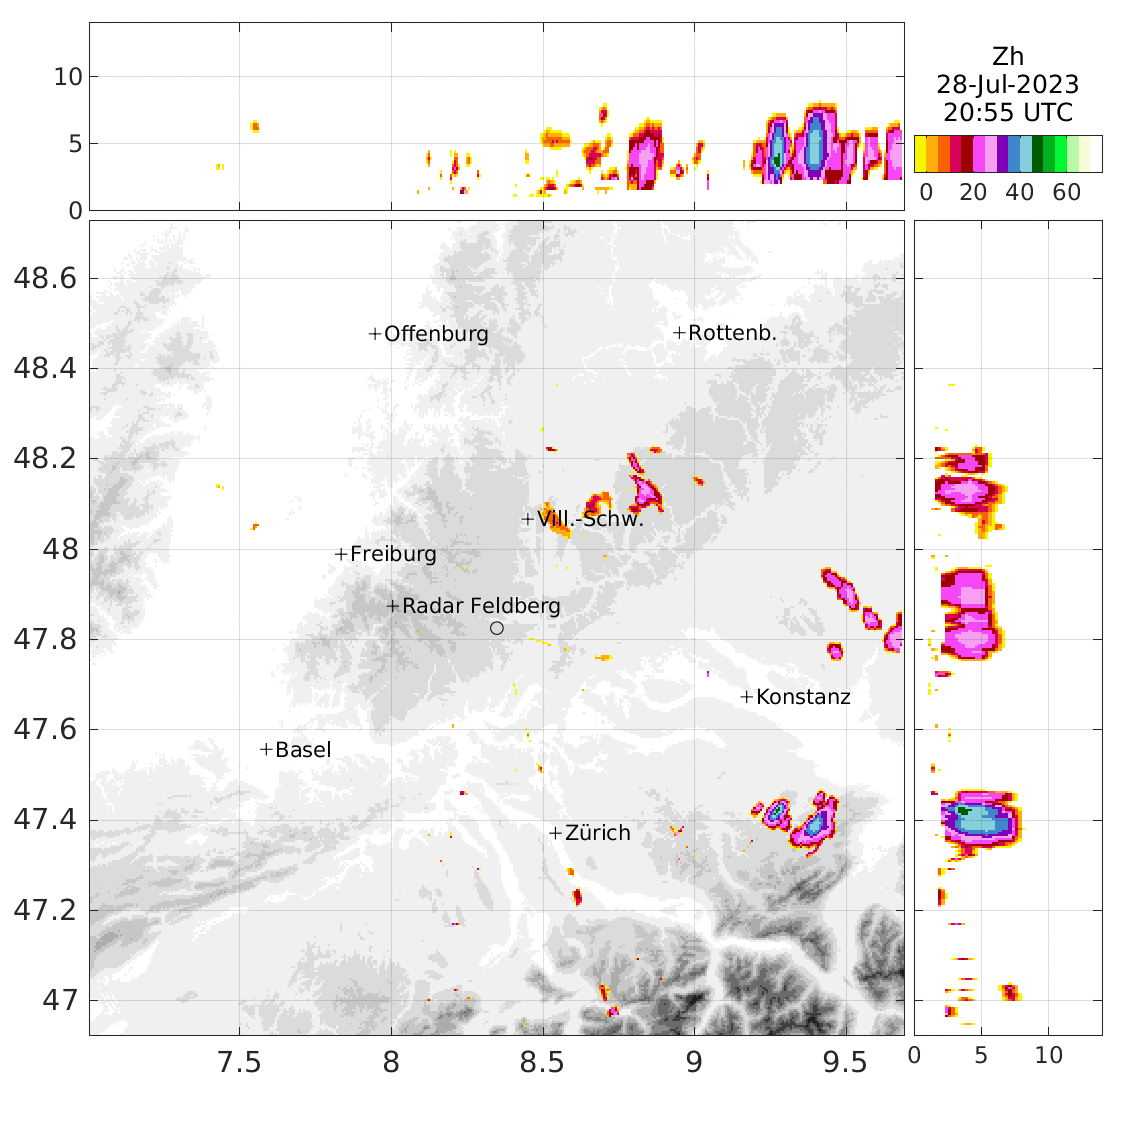 Zh
28-Jul-2023
20:55 UTC
0 20 40 60
10
5
0
48.6
48.4
48.2
48
47.8
47.6
47.4
47.2
47
Offenburg
Rottenb.
Vill.-Schw.
Freiburg
Radar Feldberg
Konstanz
Basel
Zürich
7.5 8 8.5 9 9.5
0 5 10